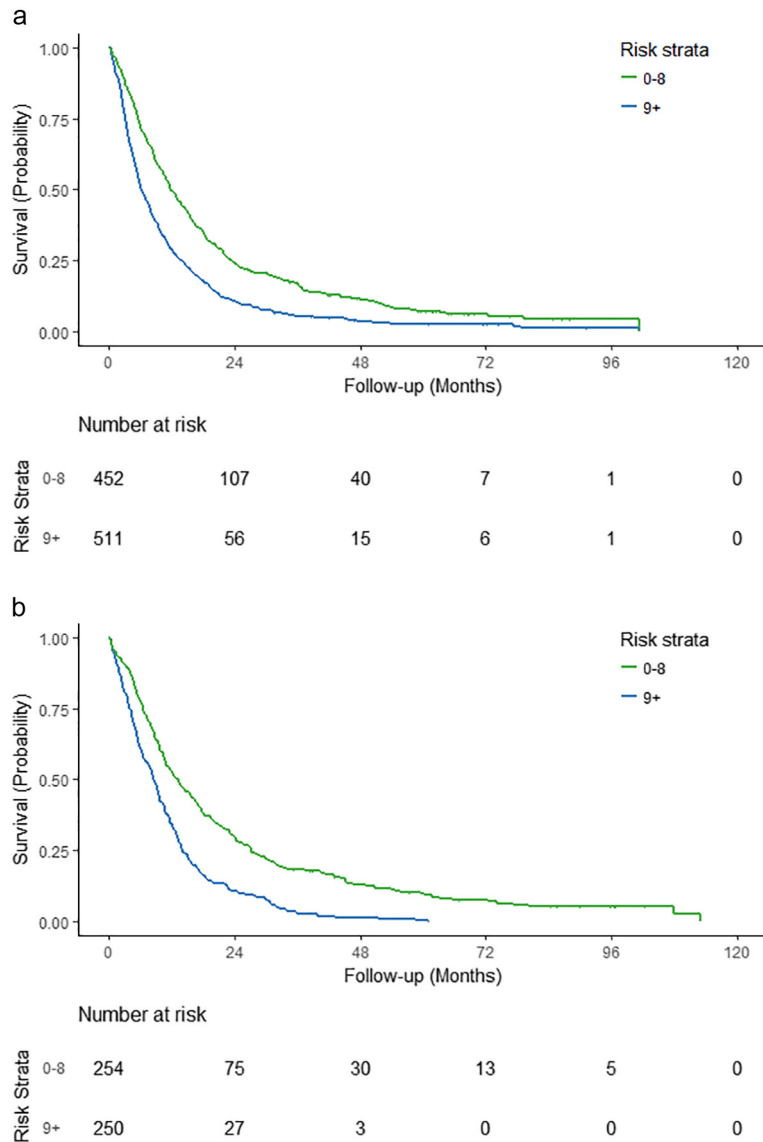 a
Risk strata
0-8
9+
1.00
0.75
0.50
0.25
0.00
Survival (Probability)
0 24 48 72 96 120
Follow-up (Months)
Number at risk
Risk Strata
0-8 452 107 40 7 1 0
9+ 511 56 15 6 1 0
b
Risk strata
0-8
9+
1.00
0.75
0.50
0.25
0.00
Survival (Probability)
0 24 48 72 96 120
Follow-up (Months)
Number at risk
Risk Strata
0-8 254 75 30 13 5 0
9+ 250 27 3 0 0 0